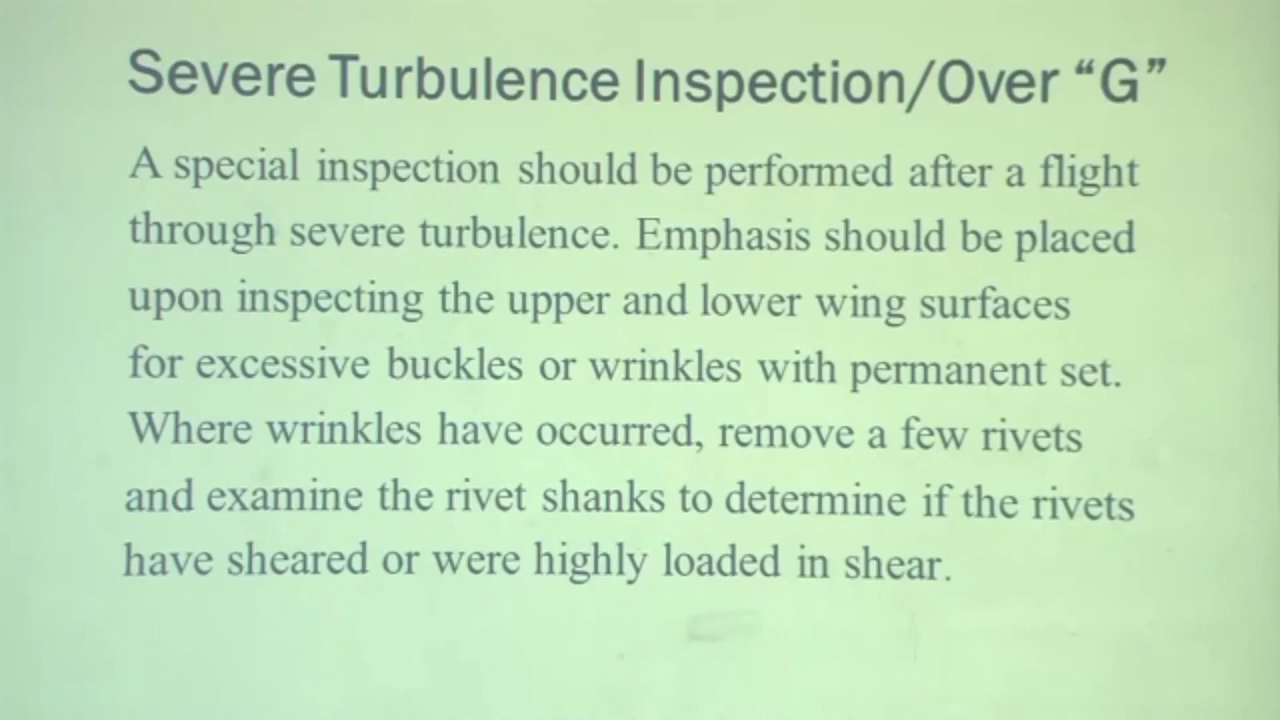 Severe Turbulence Inspection/Over “G”
A special inspection should be performed after a flight
through severe turbulence. Emphasis should be placed
upon inspecting the upper and lower wing surfaces
for excessive buckles or wrinkles with permanent set.
Where wrinkles have occurred, remove a few rivets
and examine the rivet shanks to determine if the rivets
have sheared or were highly loaded in shear.